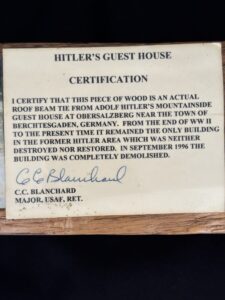 HITLER'S GUEST HOUSE
CERTIFICATION
I CERTIFY THAT THIS PIECE OF WOOD IS AN ACTUAL
ROOF BEAM TIE FROM ADOLF HITLER'S MOUNTAINSIDE
GUEST HOUSE AT OBERSALZBERG NEAR THE TOWN OF
BERCHTESGADEN, GERMANY. FROM THE END OF WW II
TO THE PRESENT TIME IT REMAINED THE ONLY BUILDING
IN THE FORMER HITLER AREA WHICH WAS NEITHER
DESTROYED NOR RESTORED. IN SEPTEMBER 1996 THE
BUILDING WAS COMPLETELY DEMOLISHED.
CC Blanchard
C.C. BLANCHARD
MAJOR, USAF, RET.